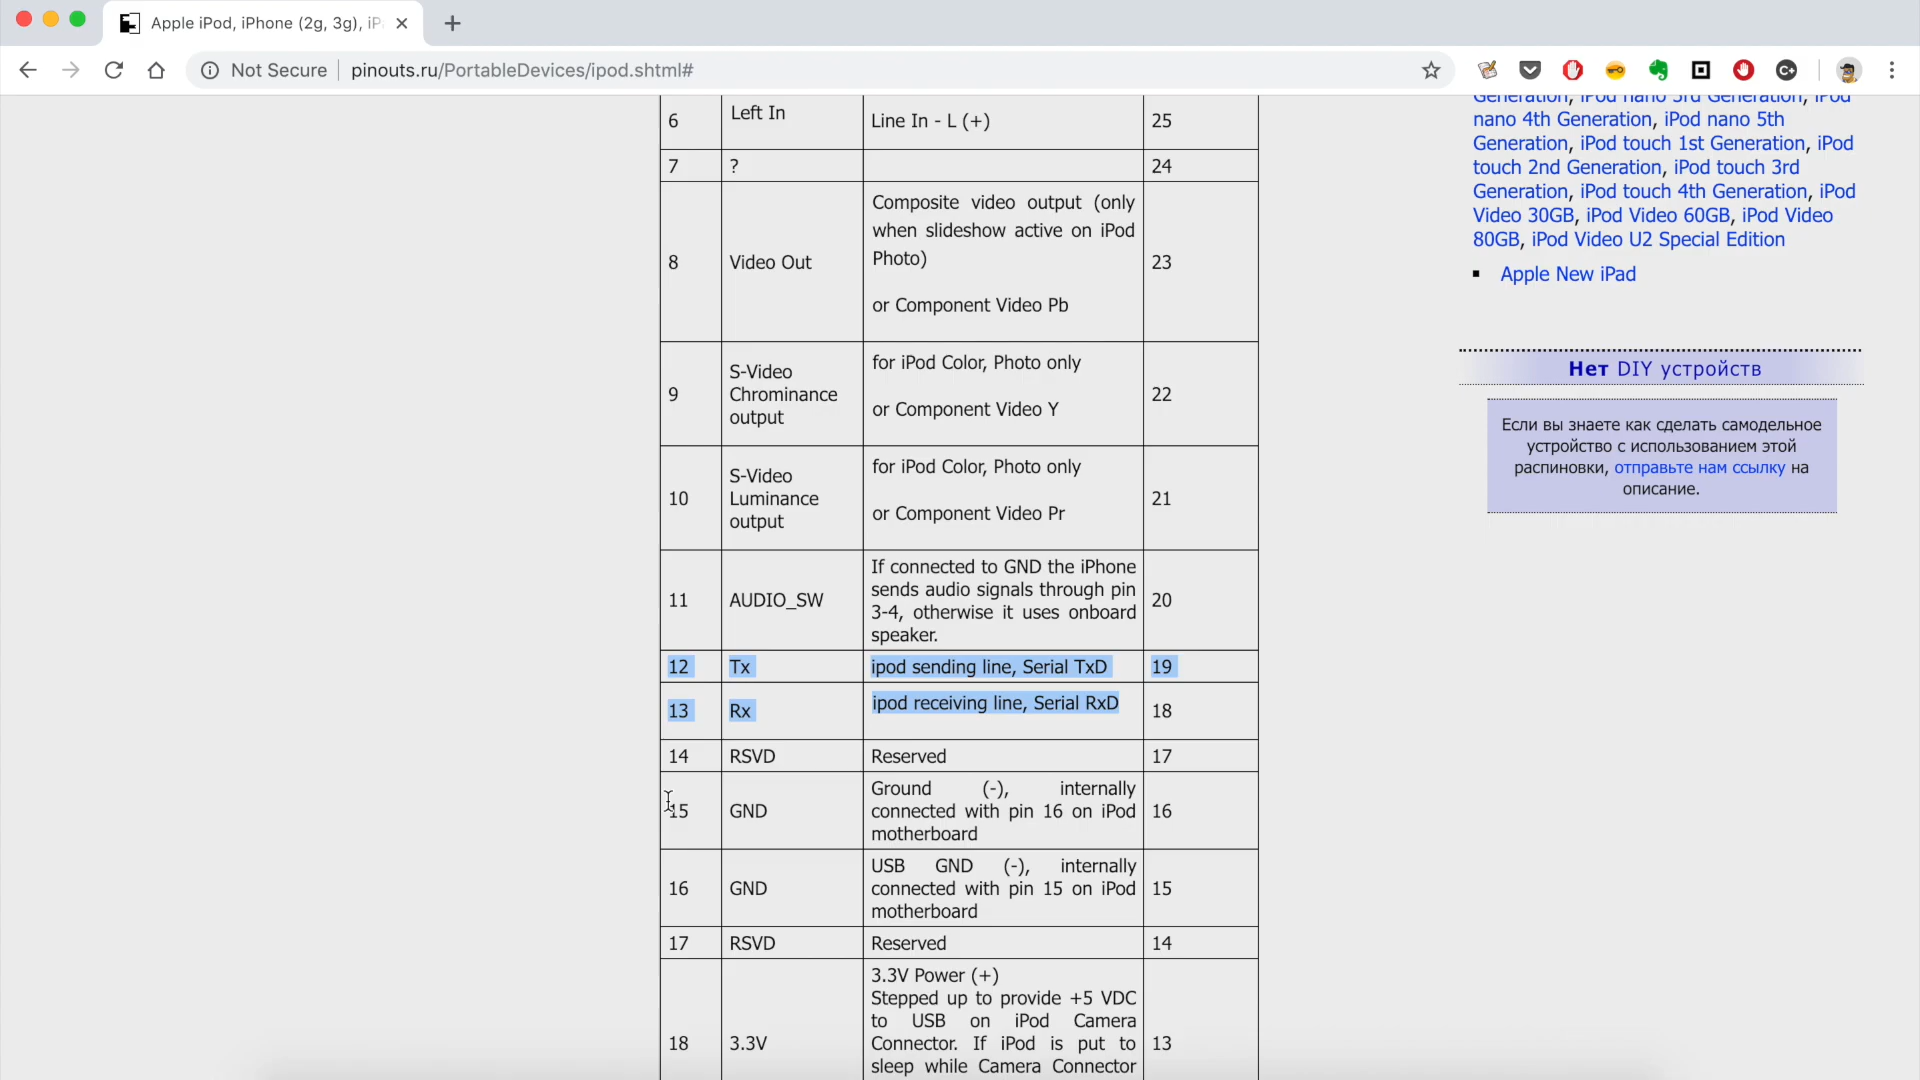 Apple iPod, iPhone (2g, 3g), iP
Not Secure
pinouts.ru/PortableDevices/ipod.shtml#
6
Left In
Line In - L (+)
25
7
?
24
8
Video Out
Composite video output (only
when slideshow active on iPod
Photo)
or Component Video Pb
23
9
S-Video
Chrominance
output
for iPod Color, Photo only
or Component Video Y
22
10
S-Video
Luminance
output
for iPod Color, Photo only
or Component Video Pr
21
11
AUDIO_SW
If connected to GND the iPhone
sends audio signals through pin
3-4, otherwise it uses onboard
speaker.
20
12
Tx
ipod sending line, Serial TxD
19
13
Rx
ipod receiving line, Serial RxD
18
14
RSVD
Reserved
17
15
GND
Ground (-), internally
connected with pin 16 on iPod
motherboard
16
16
GND
USB GND (-), internally
connected with pin 15 on iPod
motherboard
15
17
RSVD
Reserved
14
18
3.3V
3.3V Power (+)
Stepped up to provide +5 VDC
to USB on iPod Camera
Connector. If iPod is put to
sleep while Camera Connector
13
Generation, iPod nano 3rd Generation, iPod
nano 4th Generation, iPod nano 5th
Generation, iPod touch 1st Generation, iPod
touch 2nd Generation, iPod touch 3rd
Generation, iPod touch 4th Generation, iPod
Video 30GB, iPod Video 60GB, iPod Video
80GB, iPod Video U2 Special Edition
Apple New iPad
Нет DIY устройств
Если вы знаете как сделать самодельное
устройство с использованием этой
распиновки, отправьте нам ссылку на
описание.